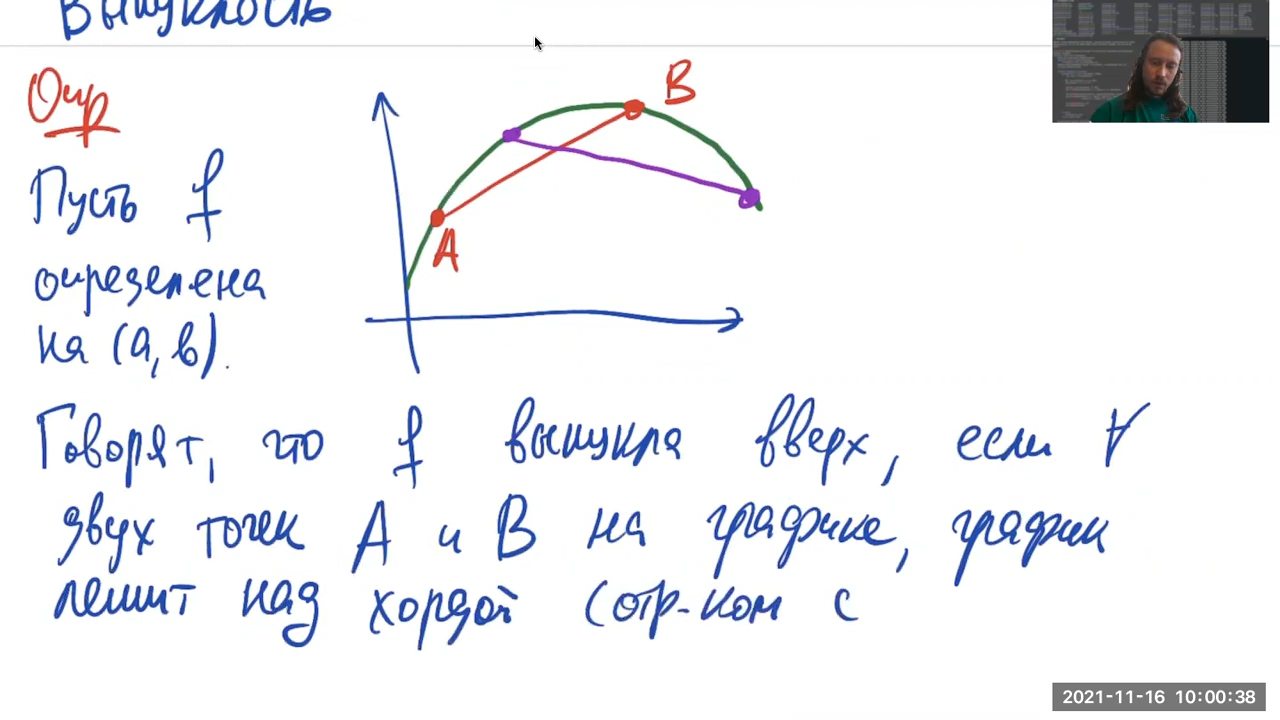 Выпуклость
Опр
B
A
Пусть f
определена
на (a, b).
Говорят, что f выпукла вверх, если ∀
двух точек A и B на графике, график
лежит над хордой (отр-ком с
2021-11-16 10:00:38